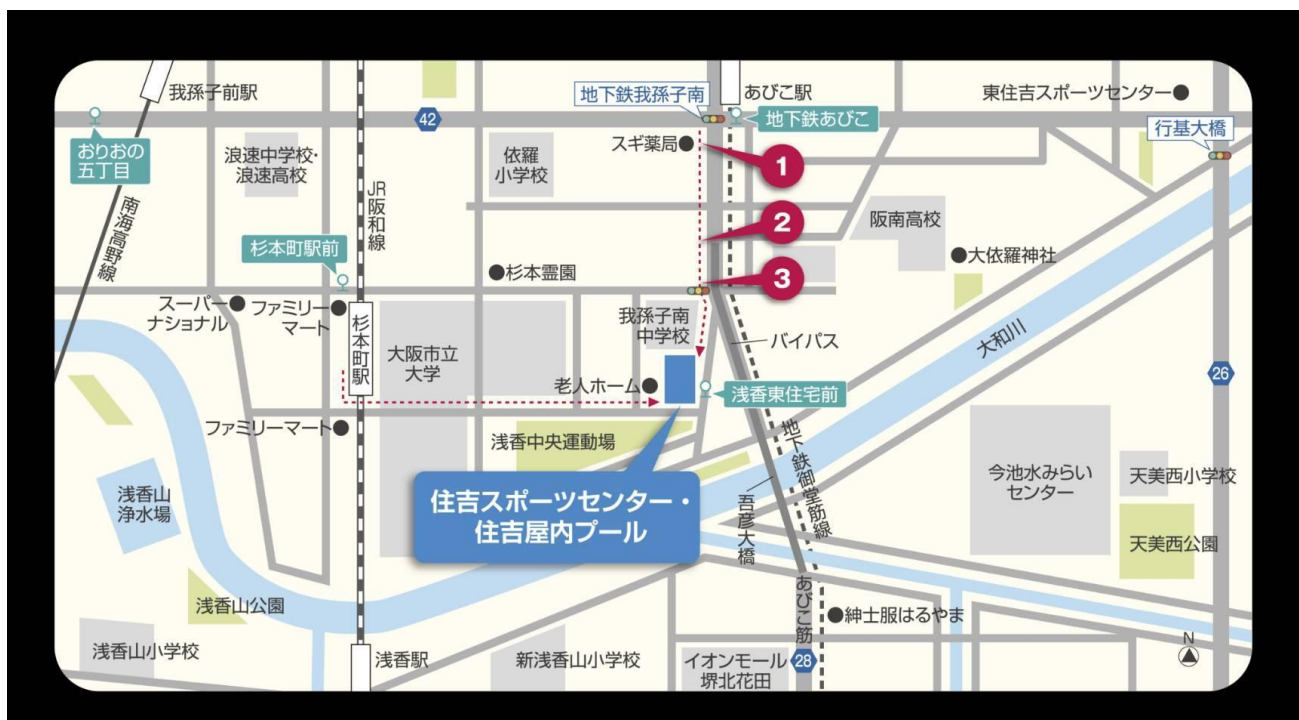 我孫子前駅
地下鉄我孫子南
あびこ駅
東住吉スポーツセンター
おりおの
五丁目
42
地下鉄あびこ
行基大橋
浪速中学校・
浪速高校
依羅
小学校
スギ薬局
1
JR阪和線
南海高野線
2
阪南高校
杉本町駅前
杉本霊園
3
大依羅神社
スーパー
ナショナル
ファミリー
マート
杉本町駅
大阪市立
大学
我孫子南
中学校
バイパス
大和川
26
老人ホーム
浅香東住宅前
ファミリーマート
浅香中央運動場
地下鉄御堂筋線
浅香山
浄水場
住吉スポーツセンター・
住吉屋内プール
吾彦大橋
今池水みらい
センター
天美西小学校
天美西公園
浅香山公園
あびこ筋
紳士服はるやま
浅香山小学校
浅香駅
新浅香山小学校
イオンモール
堺北花田
28
N